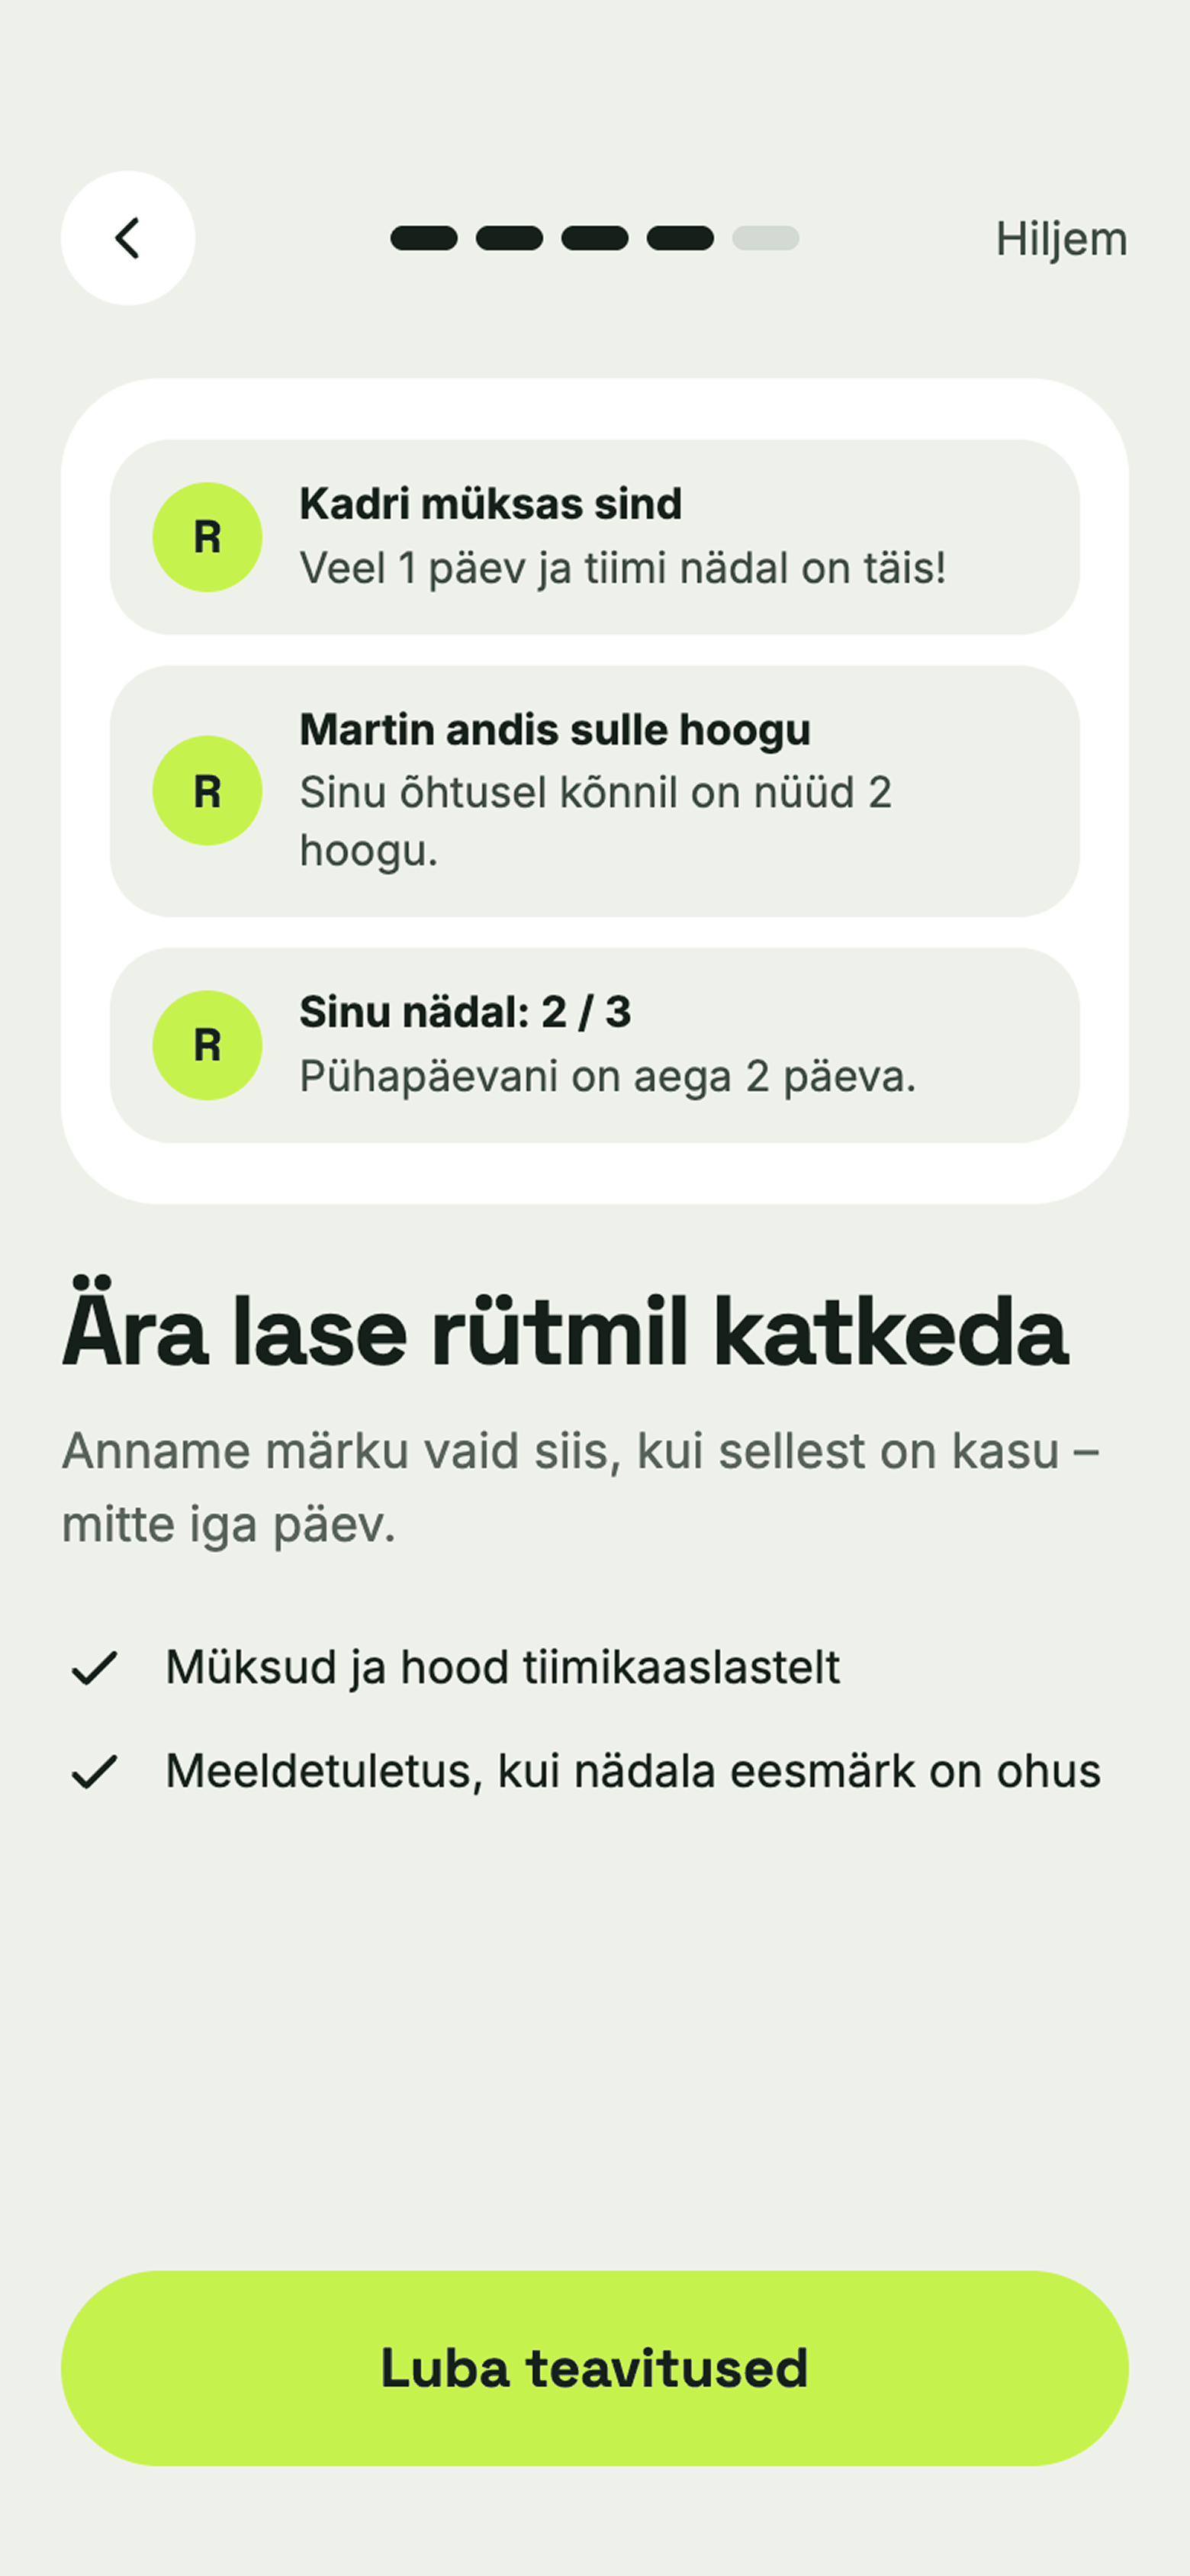 Hiljem
R
Kadri müksas sind
Veel 1 päev ja tiimi nädal on täis!
R
Martin andis sulle hoogu
Sinu õhtusel kõnnil on nüüd 2
hoogu.
R
Sinu nädal: 2 / 3
Pühapäevani on aega 2 päeva.
Ära lase rütmil katkeda
Anname märku vaid siis, kui sellest on kasu –
mitte iga päev.
Müksud ja hood tiimikaaslastelt
Meeldetuletus, kui nädala eesmärk on ohus
Luba teavitused